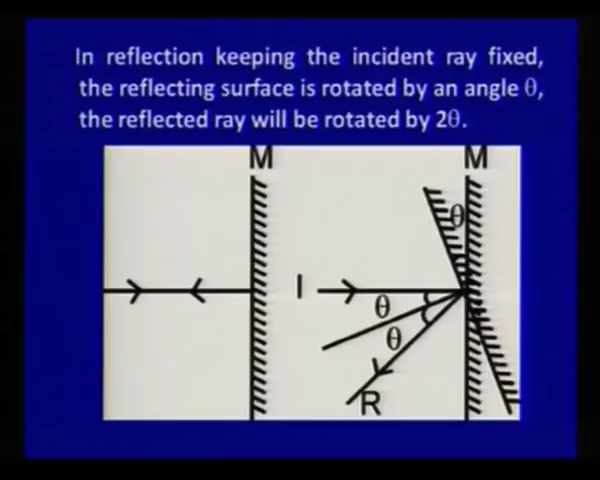 In reflection keeping the incident ray fixed,
the reflecting surface is rotated by an angle θ,
the reflected ray will be rotated by 2θ.
M
M
θ
I
θ
θ
R